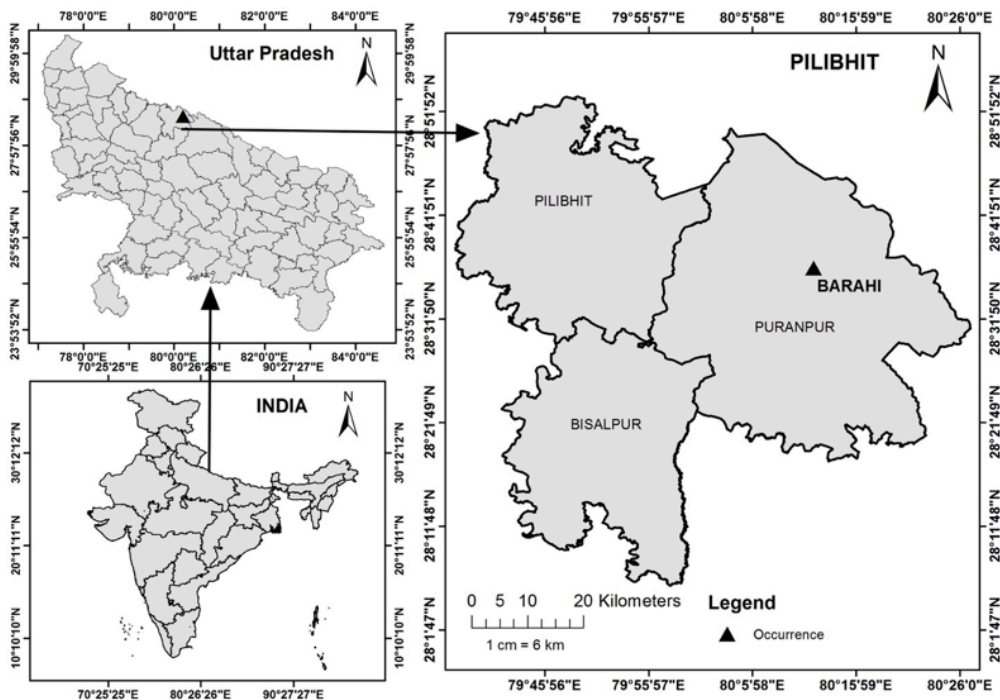 78°0'0"E 80°0'0"E 82°0'0"E 84°0'0"E
29°59'58"N
27°57'56"N
25°55'54"N
23°53'52"N
Uttar Pradesh
N
29°59'58"N
27°57'56"N
25°55'54"N
23°53'52"N
78°0'0"E 80°0'0"E 82°0'0"E 84°0'0"E
70°25'25"E 80°26'26"E 90°27'27"E
30°12'12"N
20°11'11"N
10°10'10"N
INDIA
N
30°12'12"N
20°11'11"N
10°10'10"N
70°25'25"E 80°26'26"E 90°27'27"E
79°45'56"E 79°55'57"E 80°5'58"E 80°15'59"E 80°26'0"E
28°51'52"N
28°41'51"N
28°31'50"N
28°21'49"N
28°11'48"N
28°1'47"N
PILIBHIT
N
PILIBHIT
BARAHI
PURANPUR
BISALPUR
0 5 10 20 Kilometers
1 cm = 6 km
Legend
Occurrence
28°51'52"N
28°41'51"N
28°31'50"N
28°21'49"N
28°11'48"N
28°1'47"N
79°45'56"E 79°55'57"E 80°5'58"E 80°15'59"E 80°26'0"E